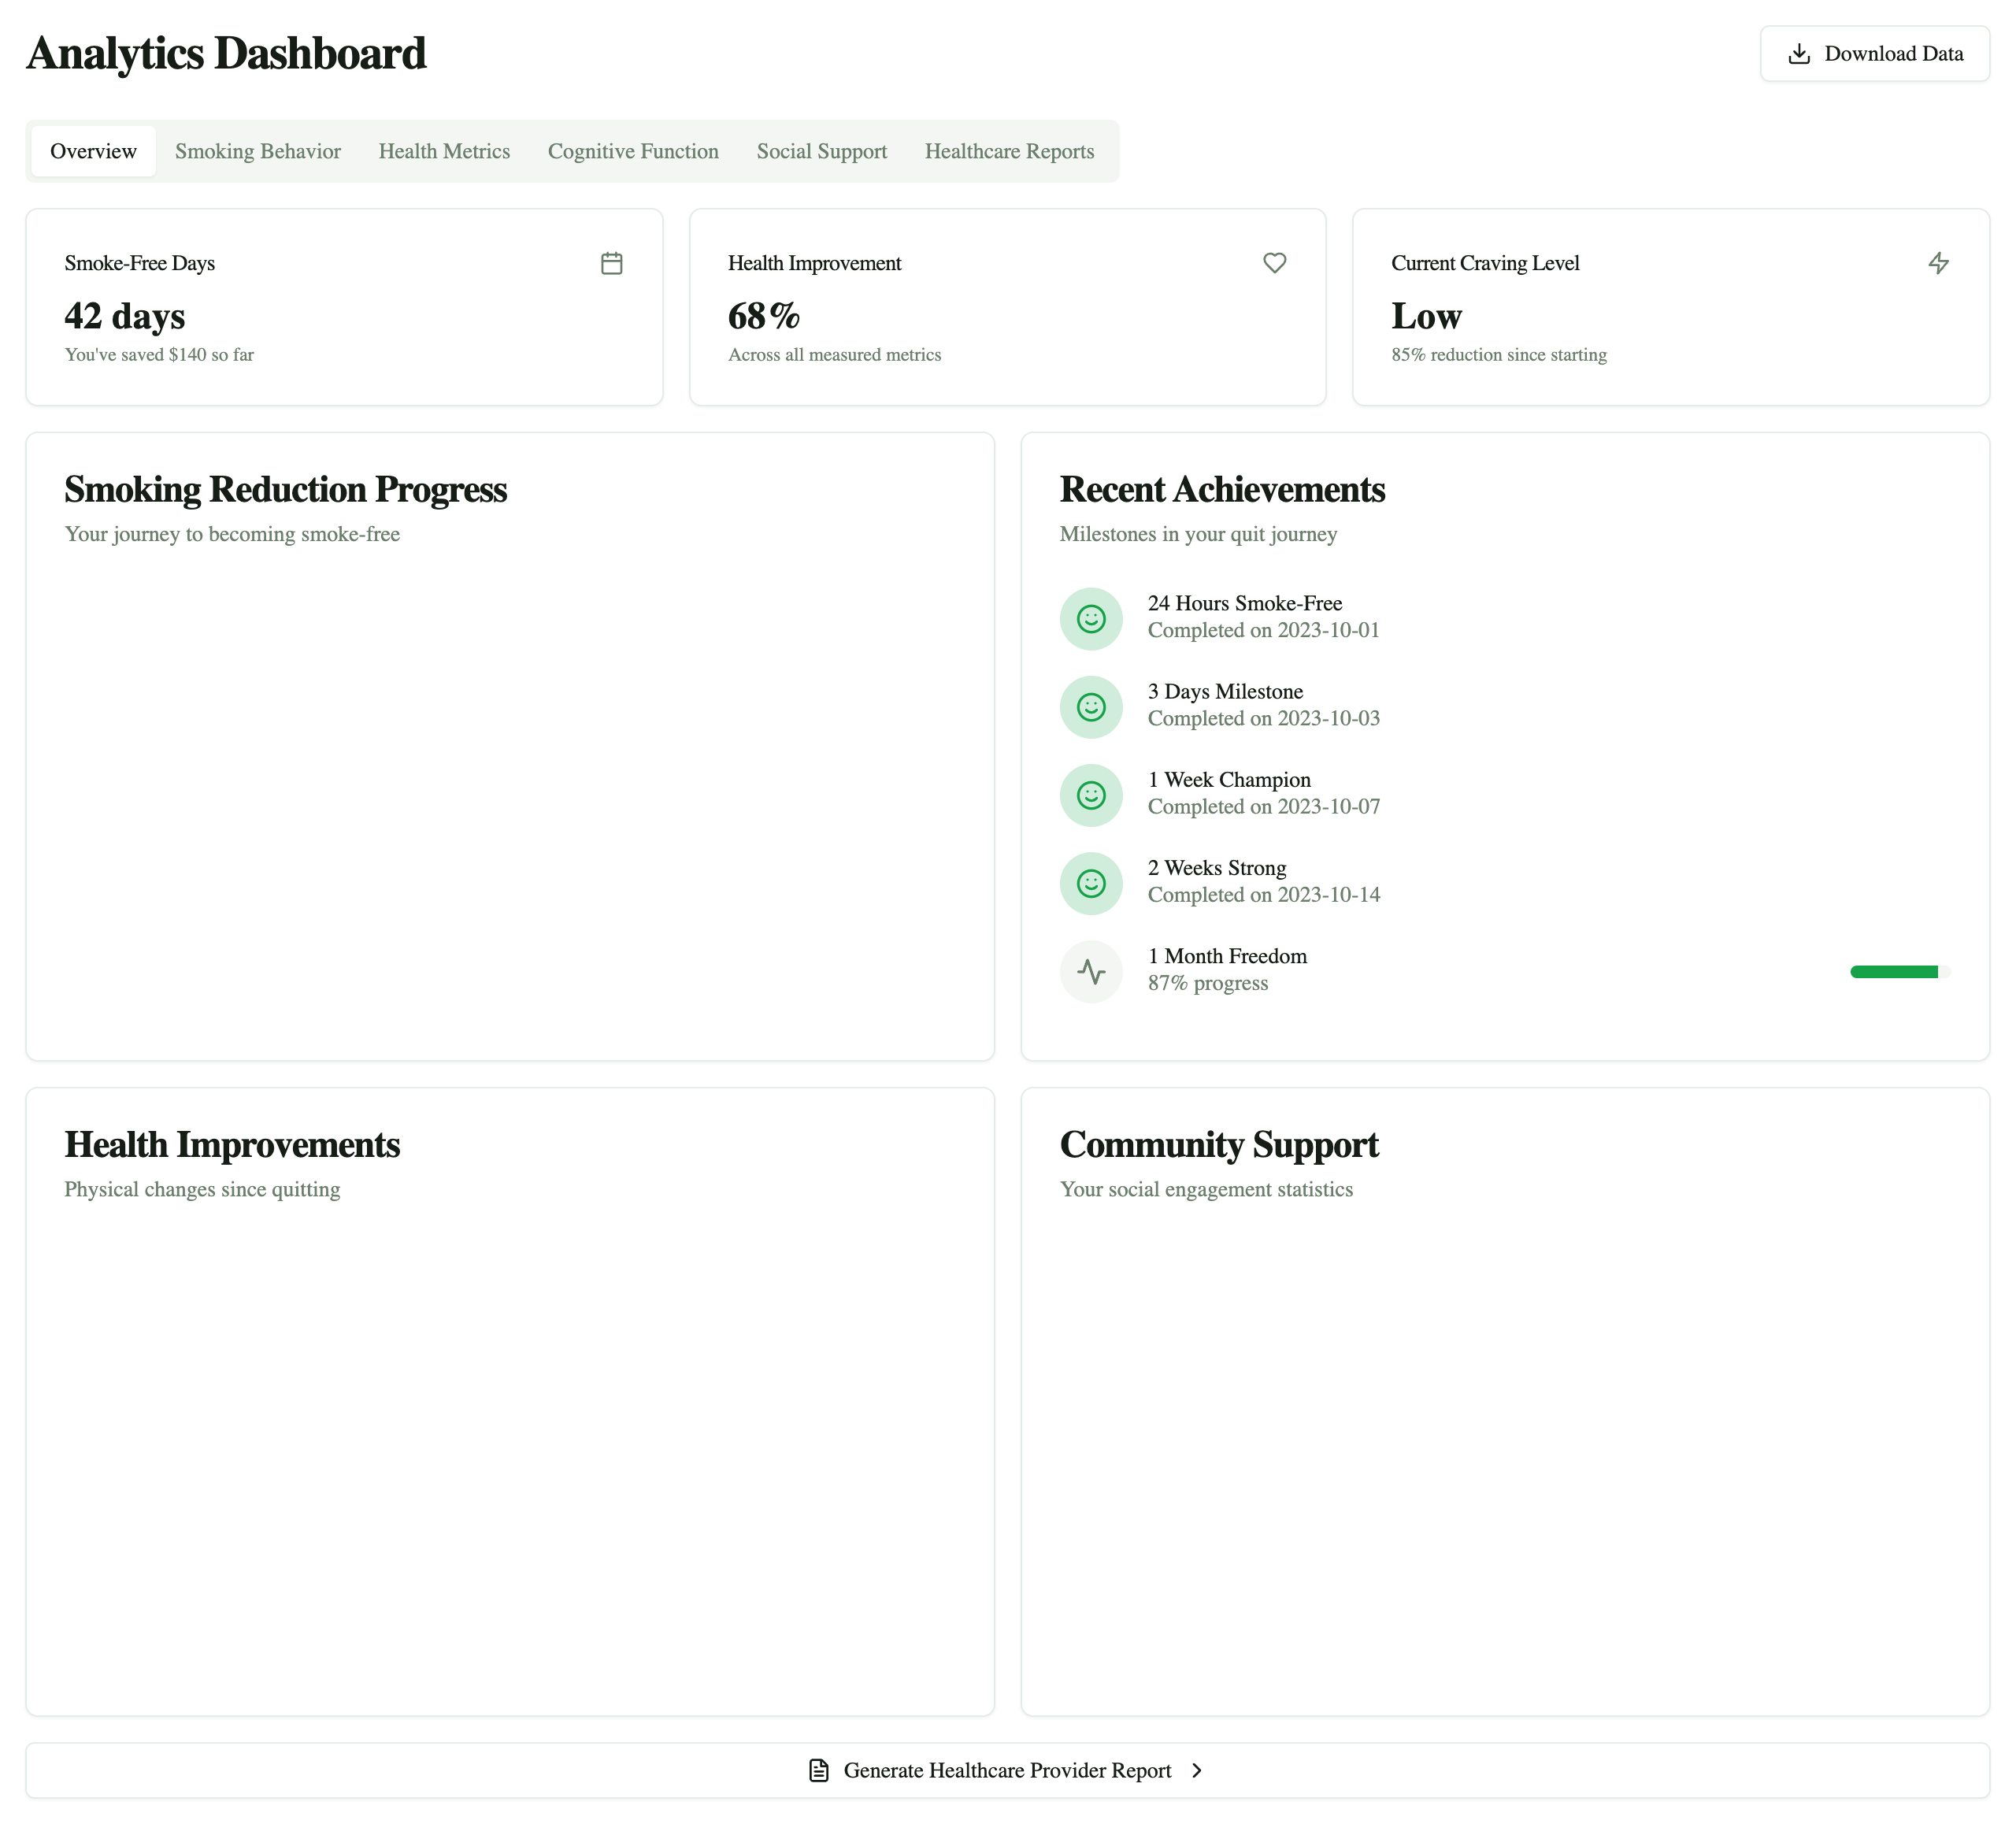 Analytics Dashboard
Download Data
Overview
Smoking Behavior
Health Metrics
Cognitive Function
Social Support
Healthcare Reports
Smoke-Free Days
42 days
You've saved $140 so far
Health Improvement
68%
Across all measured metrics
Current Craving Level
Low
85% reduction since starting
Smoking Reduction Progress
Your journey to becoming smoke-free
Recent Achievements
Milestones in your quit journey
24 Hours Smoke-Free
Completed on 2023-10-01
3 Days Milestone
Completed on 2023-10-03
1 Week Champion
Completed on 2023-10-07
2 Weeks Strong
Completed on 2023-10-14
1 Month Freedom
87% progress
Health Improvements
Physical changes since quitting
Community Support
Your social engagement statistics
Generate Healthcare Provider Report